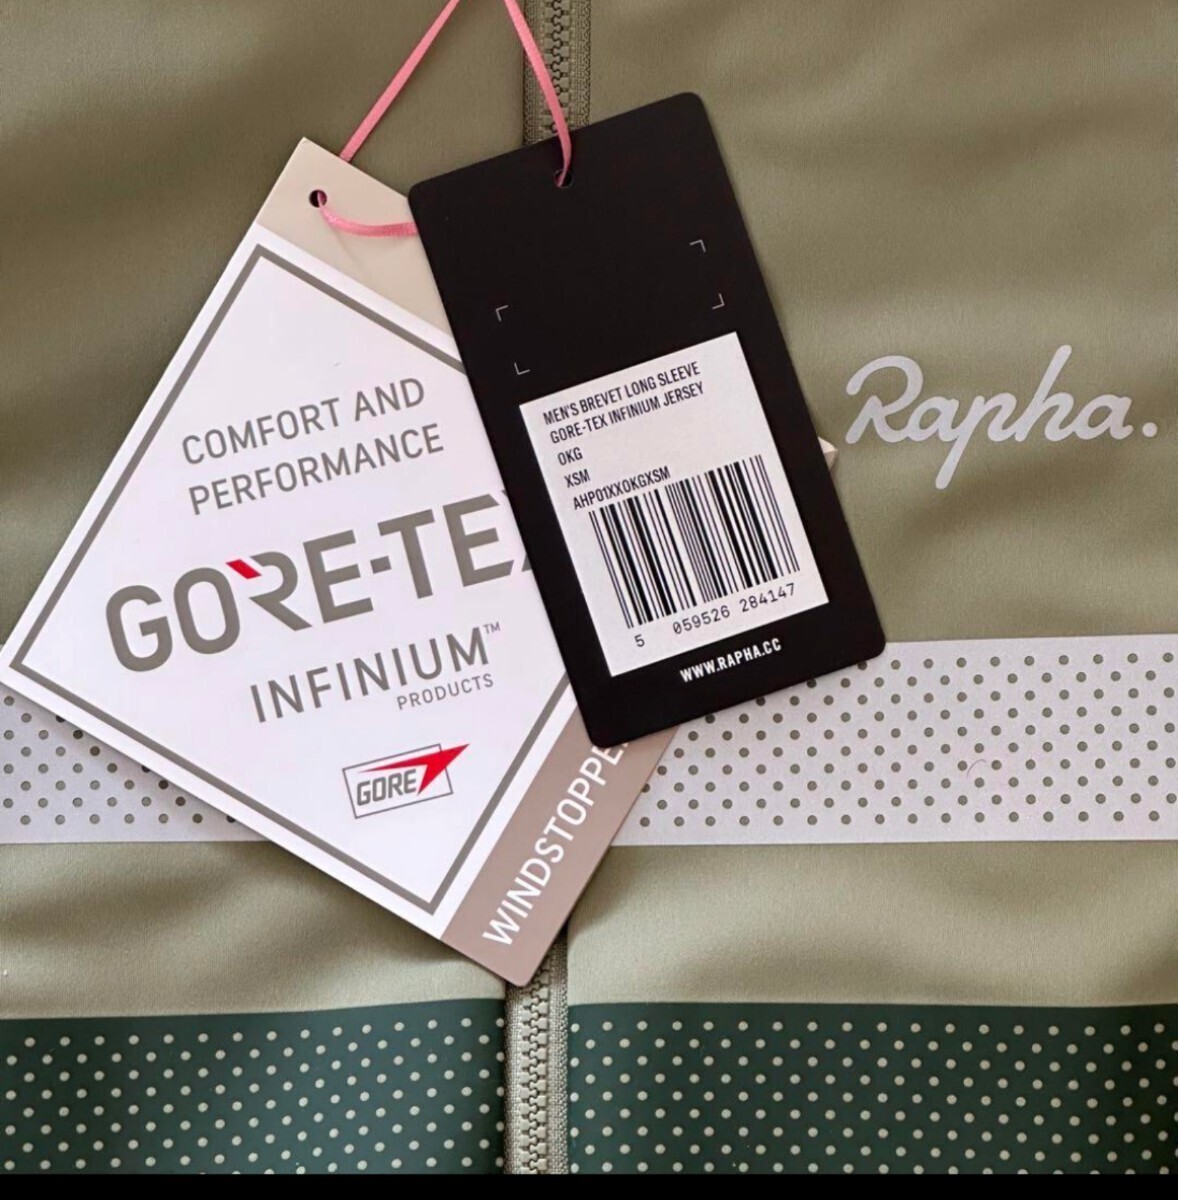 COMFORT AND
PERFORMANCE
GORE-TEX
INFINIUM™
PRODUCTS
GORE
WINDSTOPPE
MEN'S BREVET LONG SLEEVE
GORE-TEX INFINIUM JERSEY
OKG
XSM
AHP01XXOKGXSM
5 059526 284147
WWW.RAPHA.CC
Rapha.